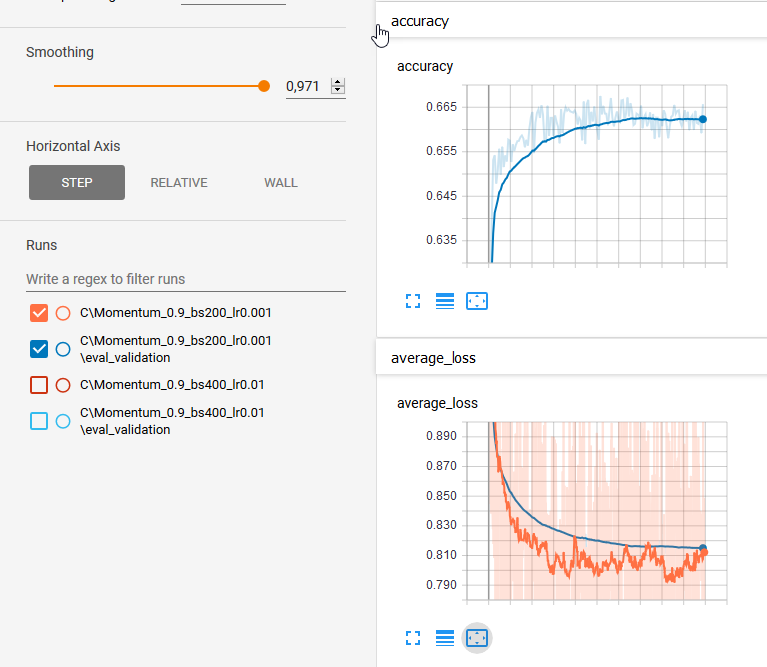 Smoothing
0,971
Horizontal Axis
STEP RELATIVE WALL
Runs
Write a regex to filter runs
C\Momentum_0.9_bs200_lr0.001
C\Momentum_0.9_bs200_lr0.001
\eval_validation
C\Momentum_0.9_bs400_lr0.01
C\Momentum_0.9_bs400_lr0.01
\eval_validation
accuracy
accuracy
0.665
0.655
0.645
0.635
average_loss
average_loss
0.890
0.870
0.850
0.830
0.810
0.790